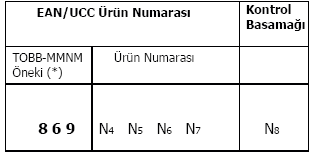 EAN/UCC Ürün Numarası
Kontrol
Basamağı
TOBB-MMNM
Öneki (*)
Ürün Numarası
8 6 9
N4 N5 N6 N7
N8